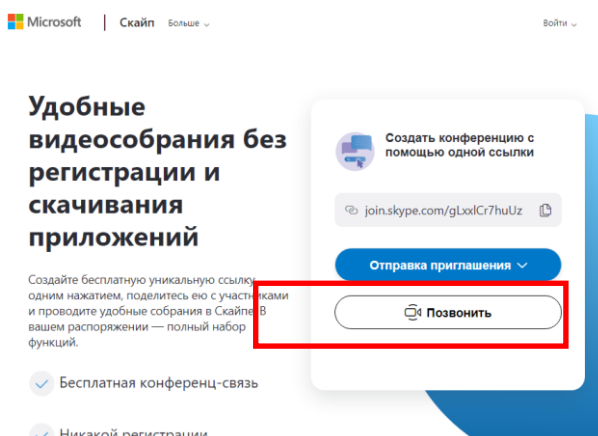 Microsoft | Скайп Больше Войти
Удобные
видеособрания без
регистрации и
скачивания
приложений
Создайте бесплатную уникальную ссылку
одним нажатием, поделитесь ею с участниками
и проводите удобные собрания в Скайпе. В
вашем распоряжении — полный набор
функций.
Бесплатная конференц-связь
Никакой регистрации
Создать конференцию с
помощью одной ссылки
join.skype.com/gLxxlCr7huUz
Отправка приглашения
Позвонить